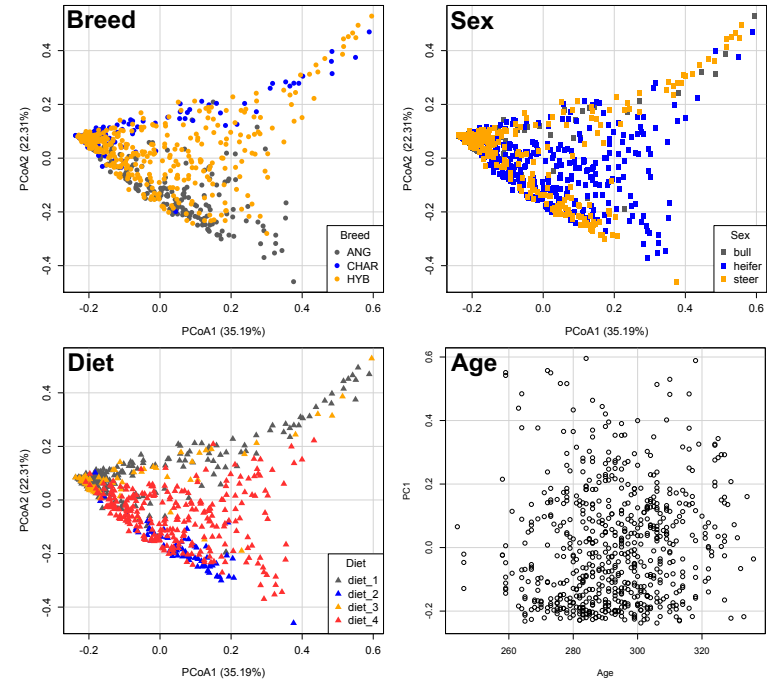 Breed
0.4
0.2
0.0
-0.2
-0.4
PCoA2 (22.31%)
-0.2 0.0 0.2 0.4 0.6
PCoA1 (35.19%)
Breed
ANG
CHAR
HYB
Sex
0.4
0.2
0.0
-0.2
-0.4
PCoA2 (22.31%)
-0.2 0.0 0.2 0.4 0.6
PCoA1 (35.19%)
Sex
bull
heifer
steer
Diet
0.4
0.2
0.0
-0.2
-0.4
PCoA2 (22.31%)
-0.2 0.0 0.2 0.4 0.6
PCoA1 (35.19%)
Diet
diet_1
diet_2
diet_3
diet_4
Age
0.6
0.4
0.2
0.0
-0.2
PC1
260 280 300 320
Age